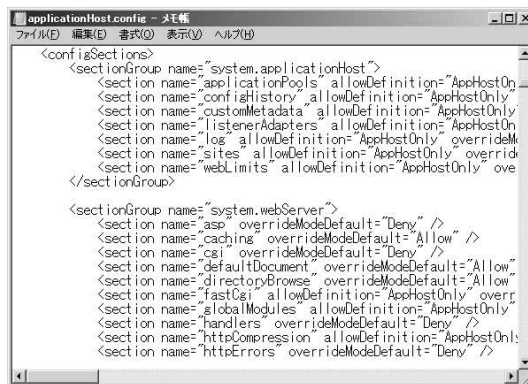 applicationHost.config - メモ帳
ファイル(F) 編集(E) 書式(O) 表示(V) ヘルプ(H)
<configSections>
<sectionGroup name="system.applicationHost">
<section name="applicationPools" allowDefinition="AppHostOn
<section name="configHistory" allowDefinition="AppHostOnly"
<section name="customMetadata" allowDefinition="AppHostOnly
<section name="listenerAdapters" allowDefinition="AppHostOn
<section name="log" allowDefinition="AppHostOnly" overrideM
<section name="sites" allowDefinition="AppHostOnly" overrid
<section name="webLimits" allowDefinition="AppHostOnly" ove
</sectionGroup>
<sectionGroup name="system.webServer">
<section name="asp" overrideModeDefault="Deny" />
<section name="caching" overrideModeDefault="Allow" />
<section name="cgi" overrideModeDefault="Deny" />
<section name="defaultDocument" overrideModeDefault="Allow"
<section name="directoryBrowse" overrideModeDefault="Allow"
<section name="fastCgi" allowDefinition="AppHostOnly" overr
<section name="globalModules" allowDefinition="AppHostOnly"
<section name="handlers" overrideModeDefault="Deny" />
<section name="httpCompression" allowDefinition="AppHostOnly
<section name="httpErrors" overrideModeDefault="Deny" />